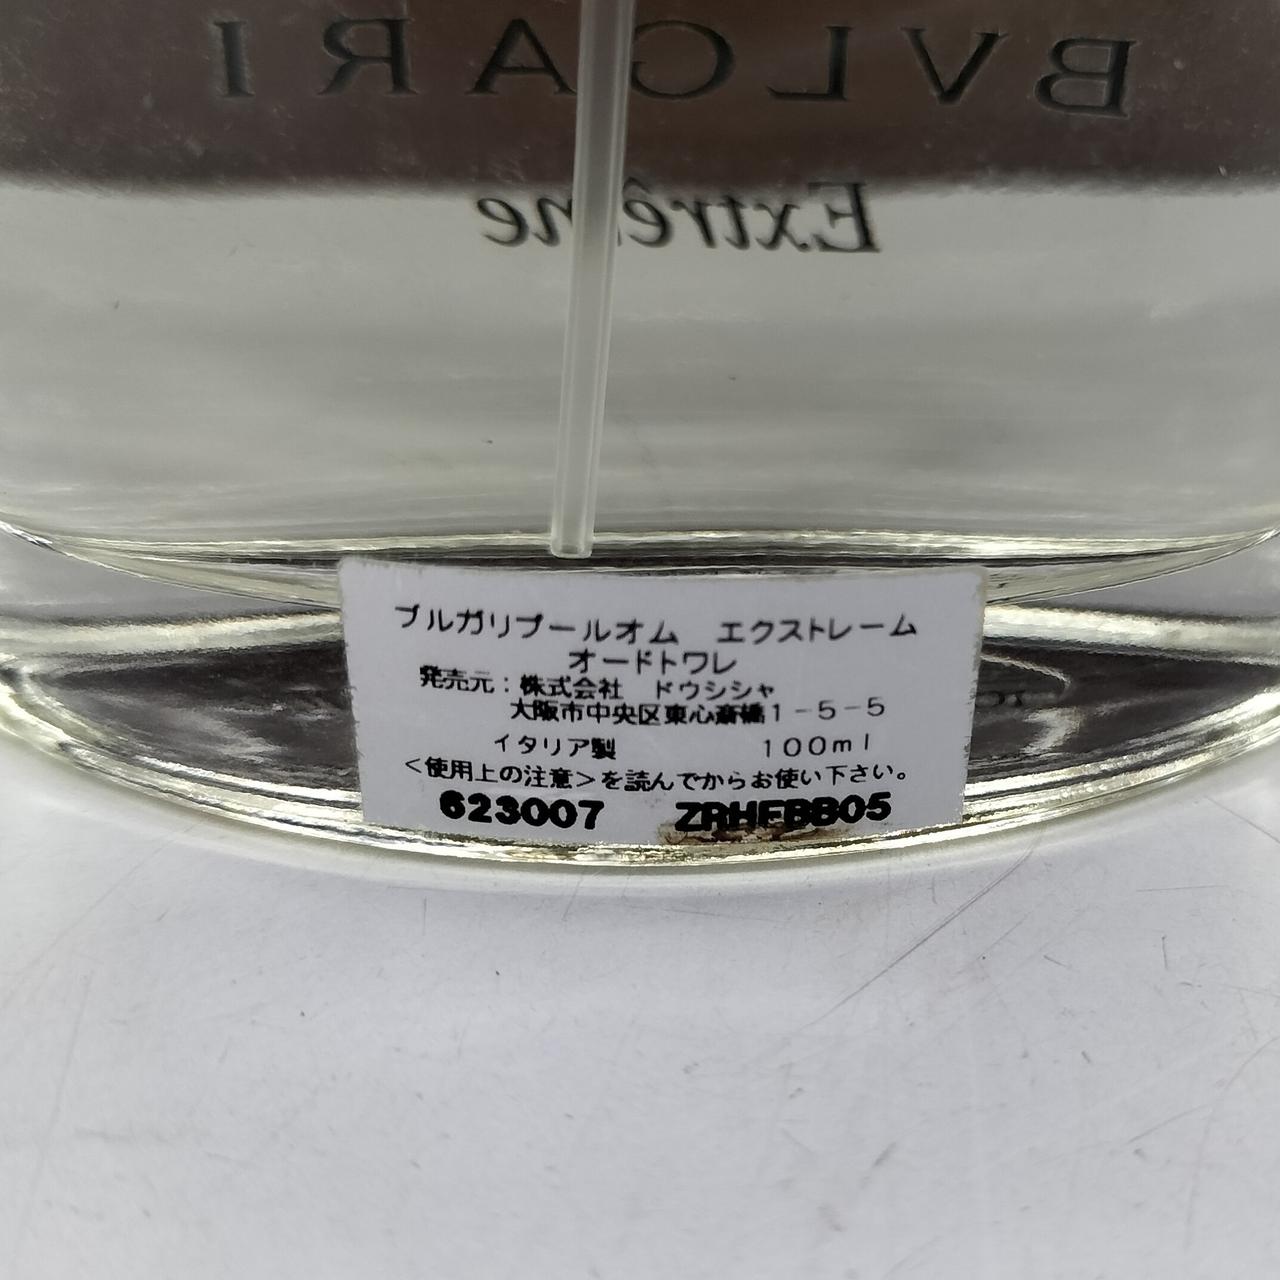 BVLGARI
Extrême
ブルガリプールオム　エクストレーム
オードトワレ
発売元：株式会社　ドウシシャ
大阪市中央区東心斎橋1-5-5
イタリア製　100ml
＜使用上の注意＞を読んでからお使い下さい。
623007　ZRHFBB05